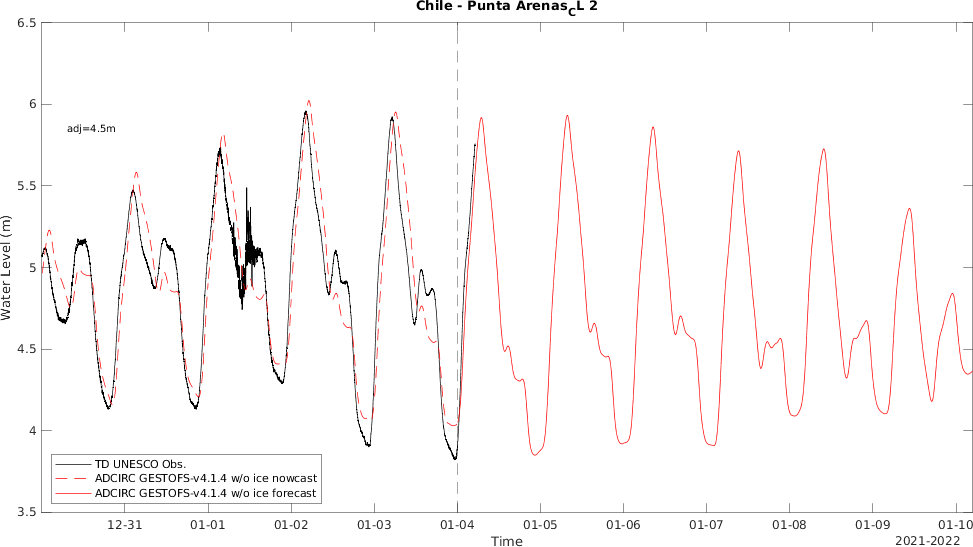 Chile - Punta Arenas_CL 2
6.5
6
adj=4.5m
5.5
5
Water Level (m)
4.5
4
3.5
TD UNESCO Obs.
ADCIRC GESTOFS-v4.1.4 w/o ice nowcast
ADCIRC GESTOFS-v4.1.4 w/o ice forecast
12-31 01-01 01-02 01-03 01-04 01-05 01-06 01-07 01-08 01-09 01-10
Time
2021-2022